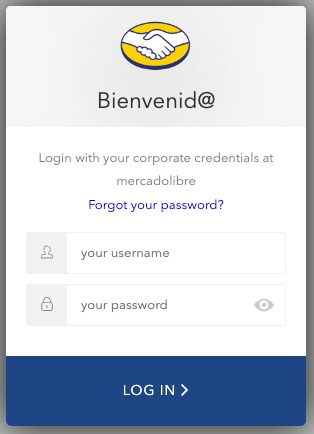 Bienvenid@
Login with your corporate credentials at
mercadolibre
Forgot your password?
your username
your password
LOG IN